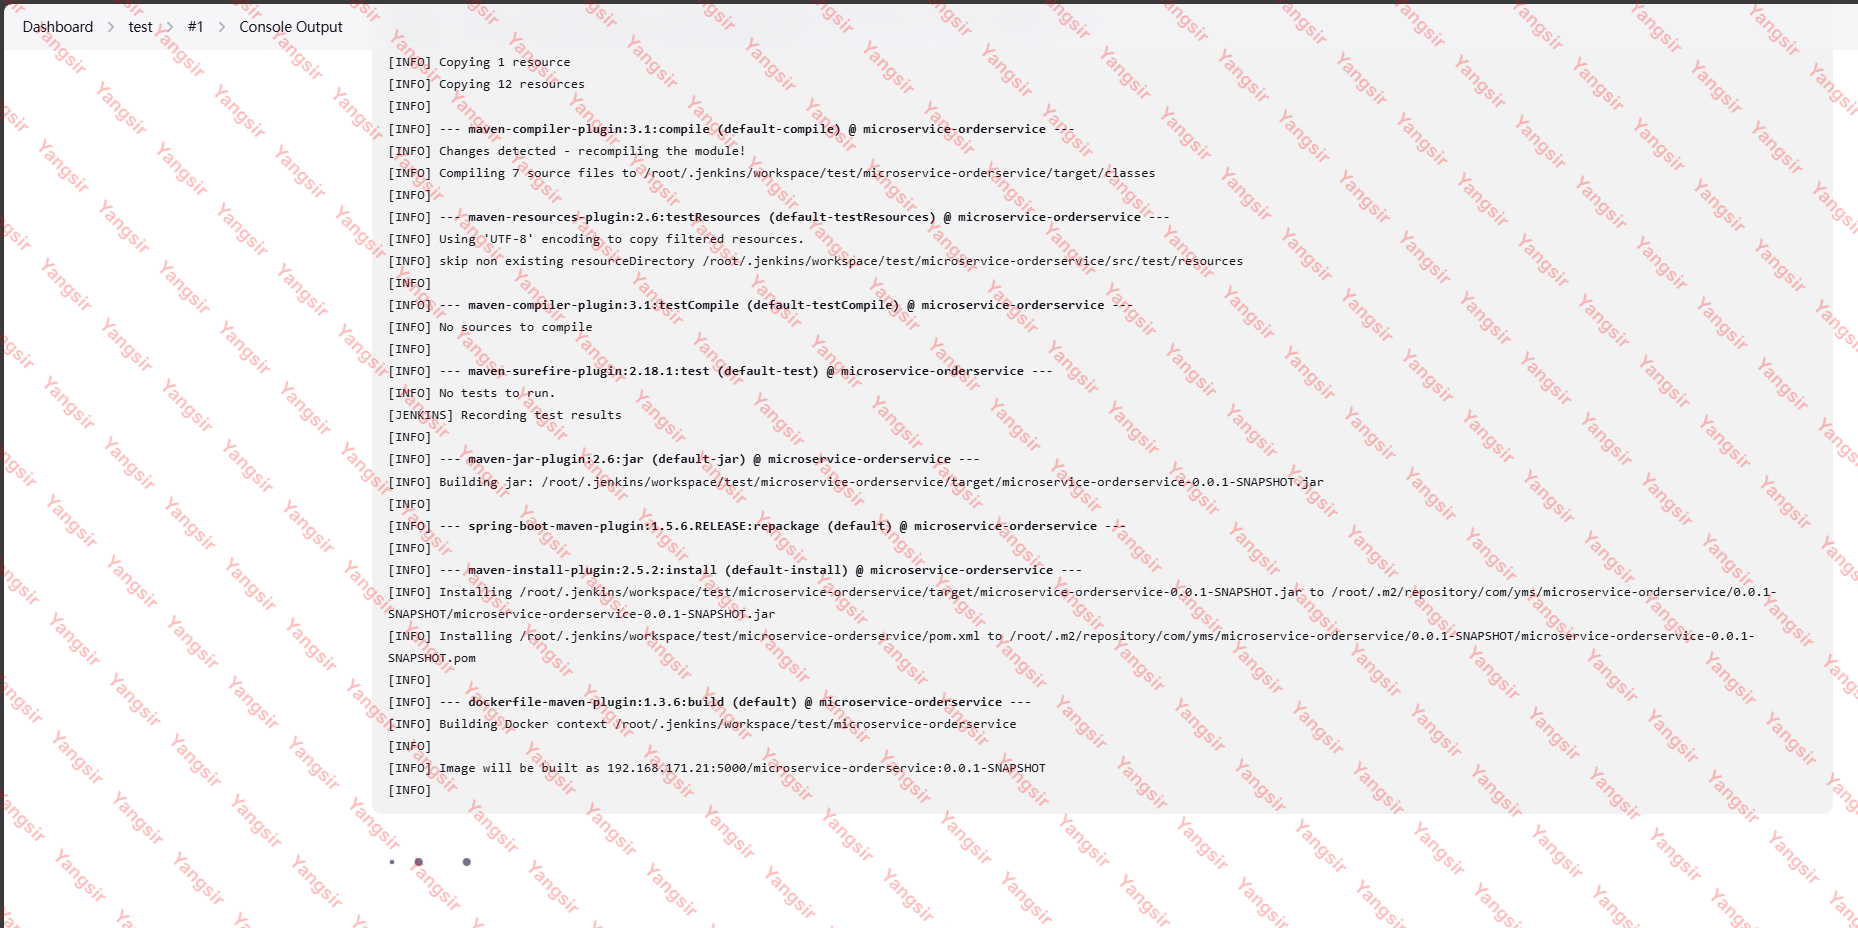 Dashboard > test > #1 > Console Output
[INFO] Copying 1 resource
[INFO] Copying 12 resources
[INFO]
[INFO] --- maven-compiler-plugin:3.1:compile (default-compile) @ microservice-orderservice ---
[INFO] Changes detected - recompiling the module!
[INFO] Compiling 7 source files to /root/.jenkins/workspace/test/microservice-orderservice/target/classes
[INFO]
[INFO] --- maven-resources-plugin:2.6:testResources (default-testResources) @ microservice-orderservice ---
[INFO] Using 'UTF-8' encoding to copy filtered resources.
[INFO] skip non existing resourceDirectory /root/.jenkins/workspace/test/microservice-orderservice/src/test/resources
[INFO]
[INFO] --- maven-compiler-plugin:3.1:testCompile (default-testCompile) @ microservice-orderservice ---
[INFO] No sources to compile
[INFO]
[INFO] --- maven-surefire-plugin:2.18.1:test (default-test) @ microservice-orderservice ---
[INFO] No tests to run.
[JENKINS] Recording test results
[INFO]
[INFO] --- maven-jar-plugin:2.6:jar (default-jar) @ microservice-orderservice ---
[INFO] Building jar: /root/.jenkins/workspace/test/microservice-orderservice/target/microservice-orderservice-0.0.1-SNAPSHOT.jar
[INFO]
[INFO] --- spring-boot-maven-plugin:1.5.6.RELEASE:repackage (default) @ microservice-orderservice ---
[INFO]
[INFO] --- maven-install-plugin:2.5.2:install (default-install) @ microservice-orderservice ---
[INFO] Installing /root/.jenkins/workspace/test/microservice-orderservice/target/microservice-orderservice-0.0.1-SNAPSHOT.jar to /root/.m2/repository/com/yms/microservice-orderservice/0.0.1-
SNAPSHOT/microservice-orderservice-0.0.1-SNAPSHOT.jar
[INFO] Installing /root/.jenkins/workspace/test/microservice-orderservice/pom.xml to /root/.m2/repository/com/yms/microservice-orderservice/0.0.1-SNAPSHOT/microservice-orderservice-0.0.1-
SNAPSHOT.pom
[INFO]
[INFO] --- dockerfile-maven-plugin:1.3.6:build (default) @ microservice-orderservice ---
[INFO] Building Docker context /root/.jenkins/workspace/test/microservice-orderservice
[INFO]
[INFO] Image will be built as 192.168.171.21:5000/microservice-orderservice:0.0.1-SNAPSHOT
[INFO]
Yangsir